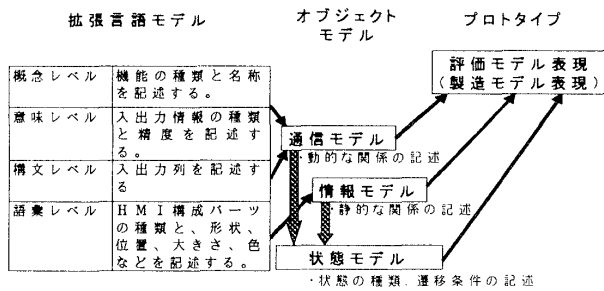 拡張言語モデル
オブジェクト
モデル
プロトタイプ
概念レベル
機能の種類と名称
を記述する。
意味レベル
入出力情報の種類
と精度を記述す
る。
構文レベル
入出力列を記述す
る
語彙レベル
HMI構成パーツ
の種類と、形状、
位置、大きさ、色
などを記述する。
通信モデル
・動的な関係の記述
情報モデル
・静的な関係の記述
状態モデル
・状態の種類、遷移条件の記述
評価モデル表現
(製造モデル表現)